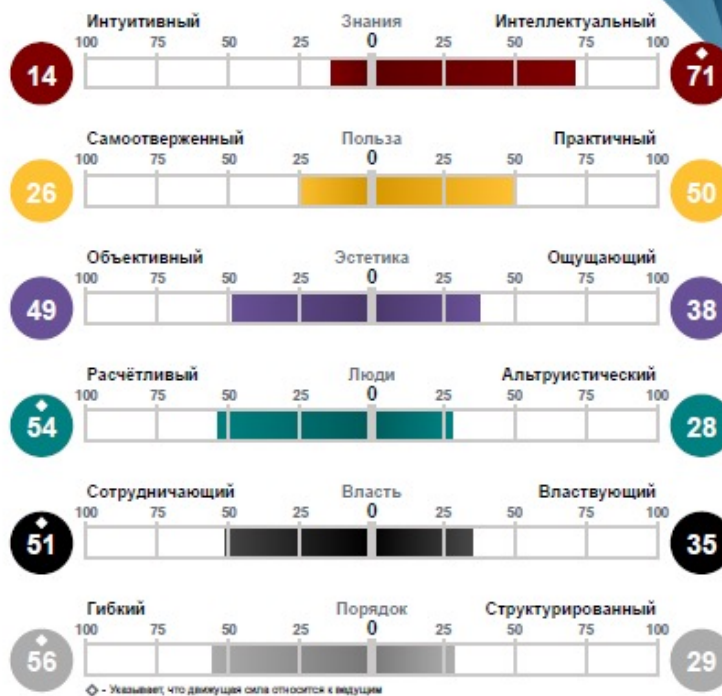 Интуитивный Знания Интеллектуальный
100 75 50 25 0 25 50 75 100
14 71
Самоотверженный Польза Практичный
100 75 50 25 0 25 50 75 100
26 50
Объективный Эстетика Ощущающий
100 75 50 25 0 25 50 75 100
49 38
Расчётливый Люди Альтруистический
100 75 50 25 0 25 50 75 100
54 28
Сотрудничающий Власть Властвующий
100 75 50 25 0 25 50 75 100
51 35
Гибкий Порядок Структурированный
100 75 50 25 0 25 50 75 100
56 29
◇ - Указывает, что движущая сила относится к ведущим